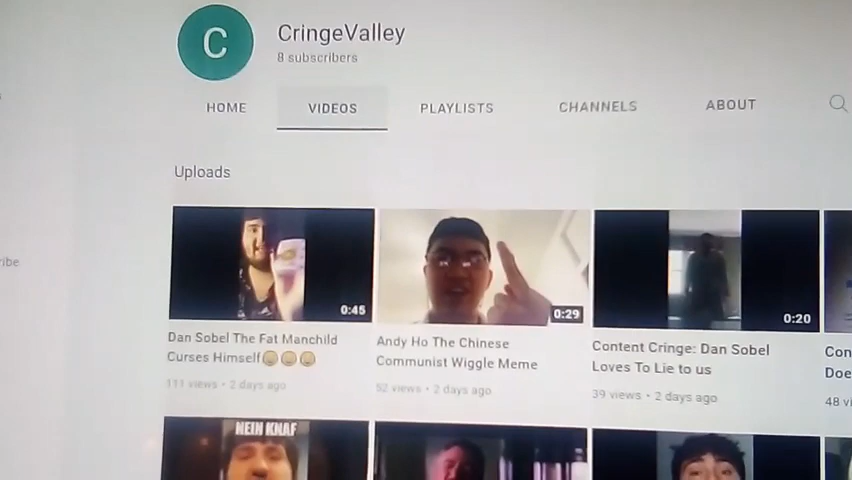 C
CringeValley
8 subscribers
HOME VIDEOS PLAYLISTS CHANNELS ABOUT
Uploads
0:45
0:29
0:20
Dan Sobel The Fat Manchild
Curses Himself
111 views • 2 days ago
Andy Ho The Chinese
Communist Wiggle Meme
52 views • 2 days ago
Content Cringe: Dan Sobel
Loves To Lie to us
39 views • 2 days ago
Con
Doe
48 vi
ribe
NEIN KNAF